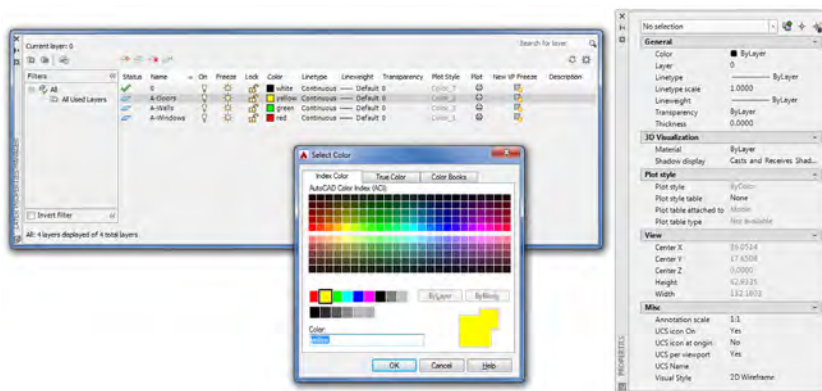 Current layer: 0
Search for layer
Filters
All
All Used Layers
Invert filter
All: 4 layers displayed of 4 total layers
LAYER PROPERTIES MANAGER
Status Name On Freeze Lock Color Linetype Lineweight Transparency Plot Style Plot New VP Freeze Description
0 white Continuous Default 0 Color_7
A-Doors yellow Continuous Default 0 Color_2
A-Walls green Continuous Default 0 Color_3
A-Windows red Continuous Default 0 Color_1
Select Color
Index Color True Color Color Books
AutoCAD Color Index (ACI):
ByLayer ByBlock
Color:
yellow
OK Cancel Help
No selection
General
Color ByLayer
Layer 0
Linetype ByLayer
Linetype scale 1.0000
Lineweight ByLayer
Transparency ByLayer
Thickness 0.0000
3D Visualization
Material ByLayer
Shadow display Casts and Receives Shad...
Plot style
Plot style ByColor
Plot style table None
Plot table attached to Model
Plot table type Not available
View
Center X
Center Y
Center Z 0.0000
Height
Width
Misc
Annotation scale 1:1
UCS icon On Yes
UCS icon at origin No
UCS per viewport Yes
UCS Name
Visual Style 2D Wireframe
PROPERTIES